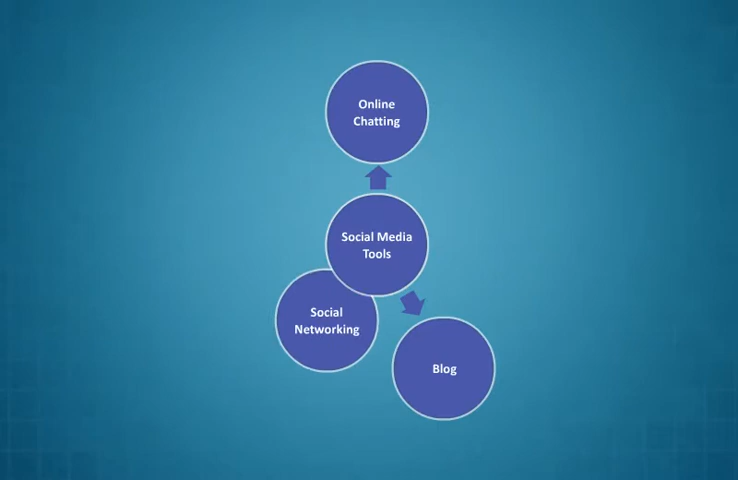 Online
Chatting
Social Media
Tools
Social
Networking
Blog